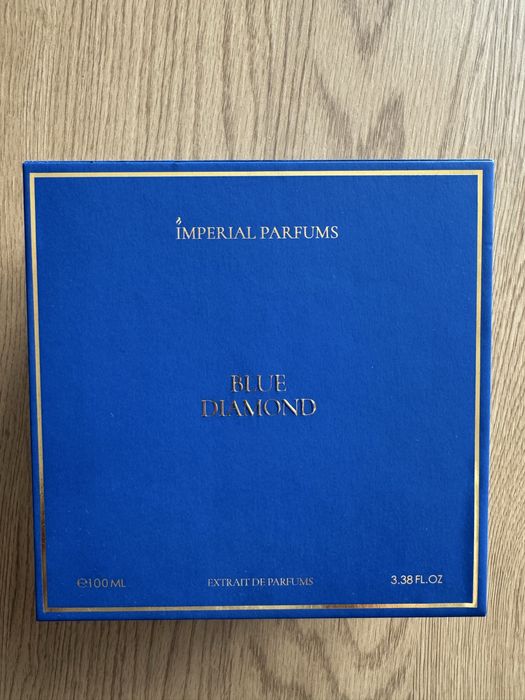 IMPERIAL PARFUMS
BLUE
DIAMOND
℮100 ML
EXTRAIT DE PARFUMS
3.38 FL.OZ